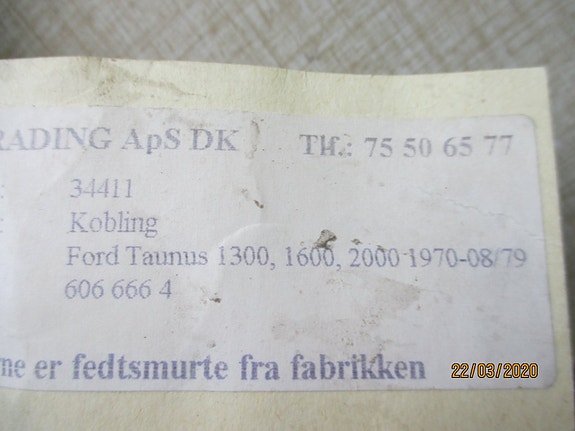 RADING ApS DK Tlf.: 75 50 65 77
: 34411
: Kobling
Ford Taunus 1300, 1600, 2000 1970-08/79
606 666 4
ne er fedtsmurte fra fabrikken
22/03/2020